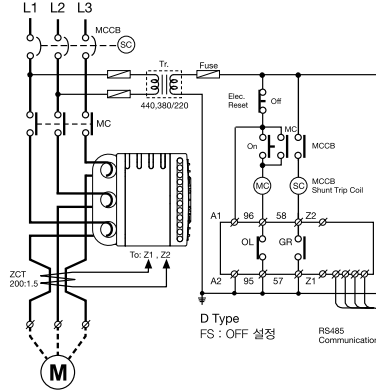 L1 L2 L3
MCCB
SC
Tr.
Fuse
440,380/220
Elec.
Reset
Off
MC
On
MC
MCCB
MC
SC
MCCB
Shunt Trip Coil
A1 96 58 Z2
To: Z1 , Z2
OL
GR
ZCT
200:1.5
A2 95 57 Z1
D Type
FS : OFF 설정
RS485
Communication
M